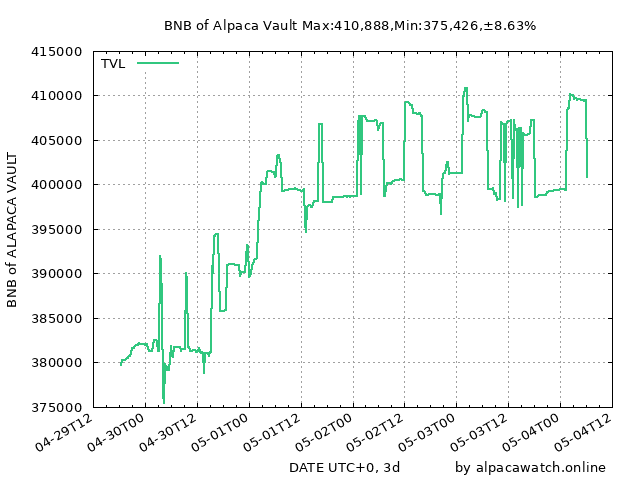 BNB of Alpaca Vault Max:410,888,Min:375,426,±8.63%
TVL
415000
410000
405000
400000
395000
390000
385000
380000
375000
BNB of ALAPACA VAULT
04-29T12
04-30T00
04-30T12
05-01T00
05-01T12
05-02T00
05-02T12
05-03T00
05-03T12
05-04T00
05-04T12
DATE UTC+0, 3d
by alpacawatch.online